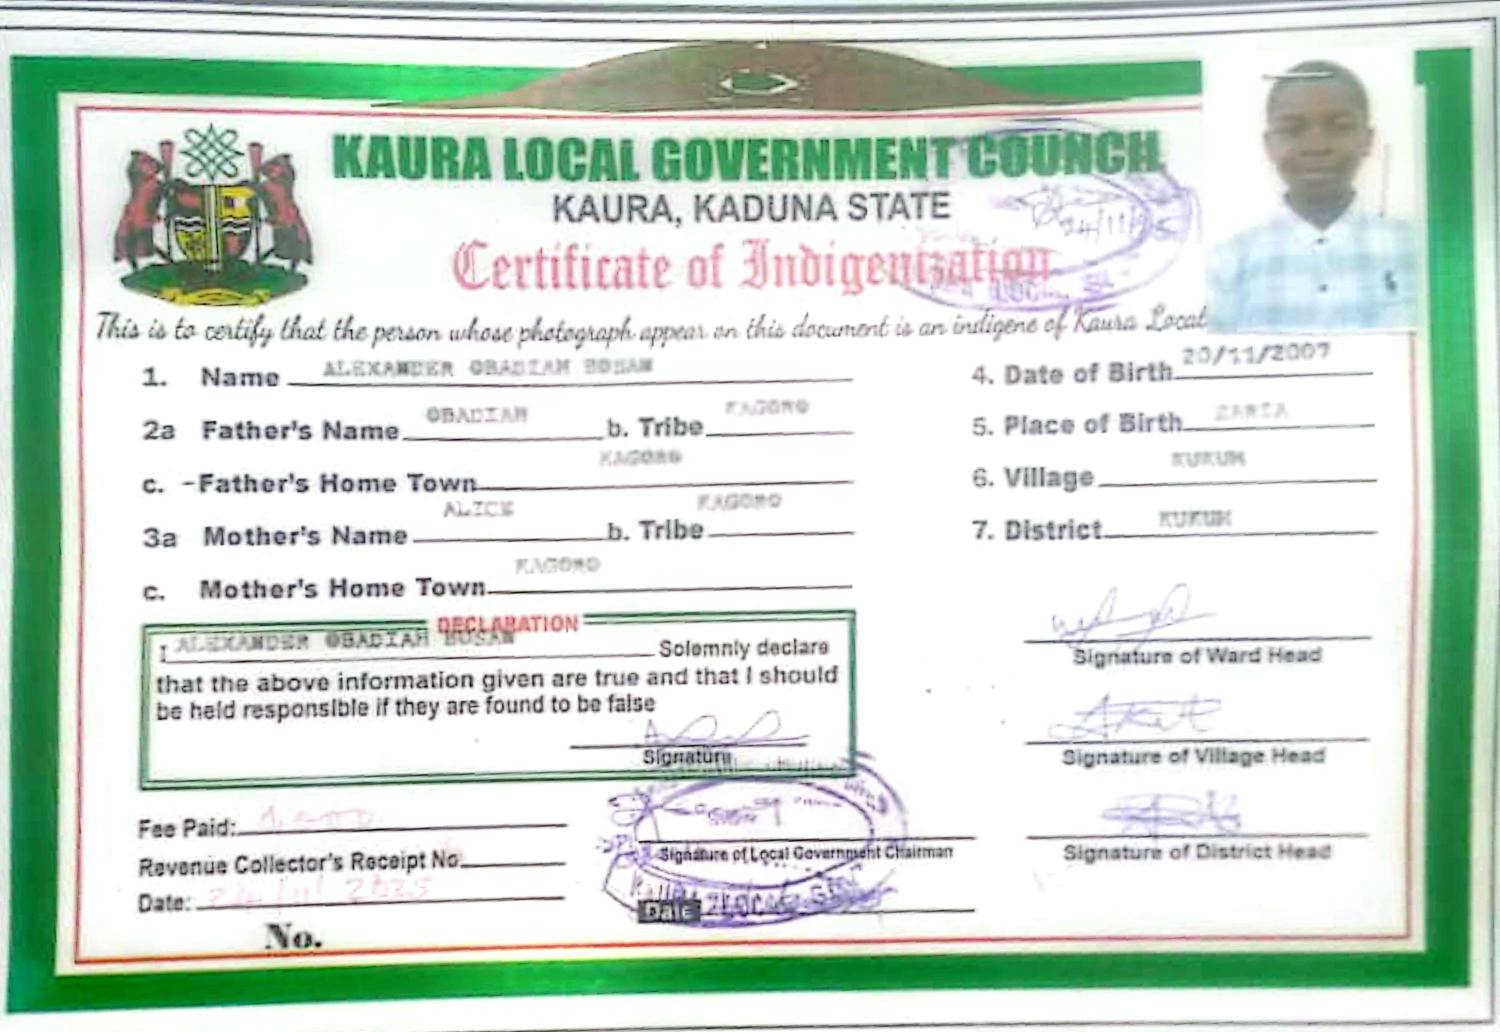 KAURA LOCAL GOVERNMENT COUNCIL
KAURA, KADUNA STATE
Certificate of Indigenization
24/11/25
This is to certify that the person whose photograph appear on this document is an indigene of Kaura Local
1. Name ALEXANDER OBADIAH BOSAN
4. Date of Birth 20/11/2007
2a Father's Name OBADIAH b. Tribe KAGORO
5. Place of Birth ZARIA
c. -Father's Home Town KAGORO
6. Village KUKUM
3a Mother's Name ALICE b. Tribe KAGORO
7. District KUKUM
c. Mother's Home Town KAGORO
DECLARATION
I ALEXANDER OBADIAH BOSAN Solemnly declare
that the above information given are true and that I should
be held responsible if they are found to be false
Signature
Signature of Ward Head
Signature of Village Head
Signature of District Head
Fee Paid:
Signature of Local Government Chairman
Revenue Collector's Receipt No.
Date: 24/11/2025
Date
No.